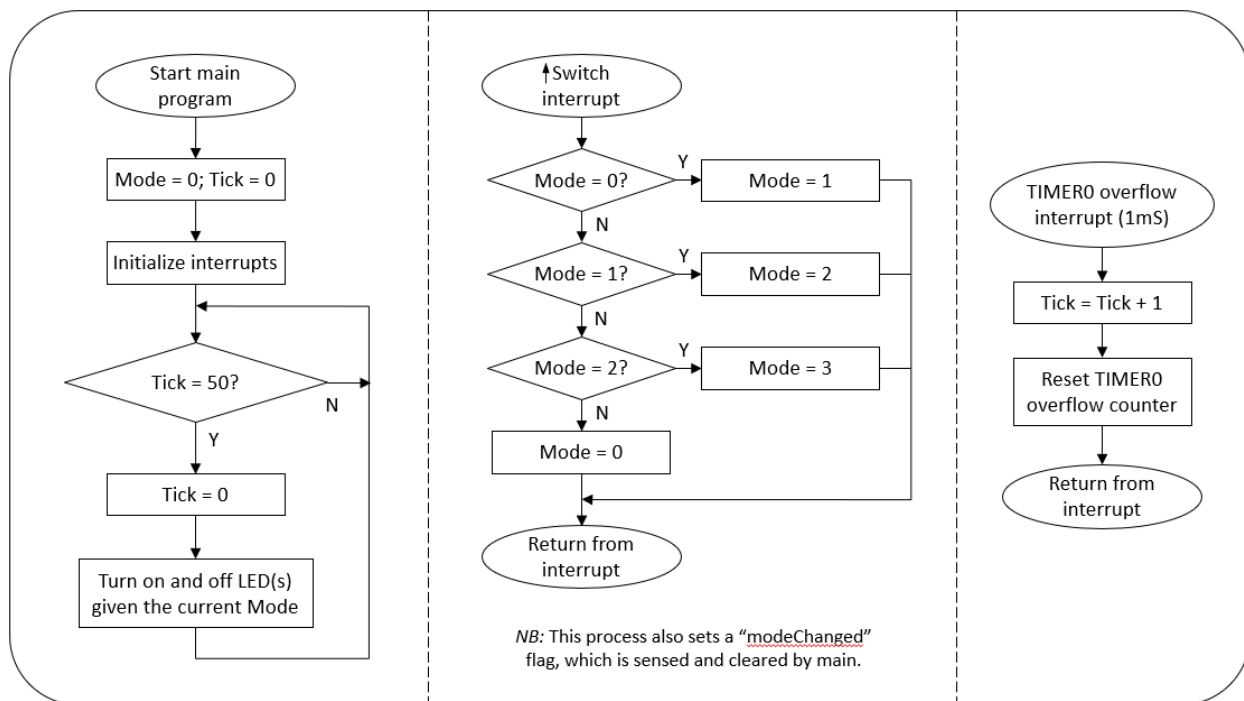 Start main
program
Mode = 0; Tick = 0
Initialize interrupts
Tick = 50?
N
Y
Tick = 0
Turn on and off LED(s)
given the current Mode
Switch
interrupt
Mode = 0?
Y
Mode = 1
N
Mode = 1?
Y
Mode = 2
N
Mode = 2?
Y
Mode = 3
N
Mode = 0
Return from
interrupt
NB: This process also sets a “modeChanged”
flag, which is sensed and cleared by main.
TIMER0 overflow
interrupt (1mS)
Tick = Tick + 1
Reset TIMER0
overflow counter
Return from
interrupt